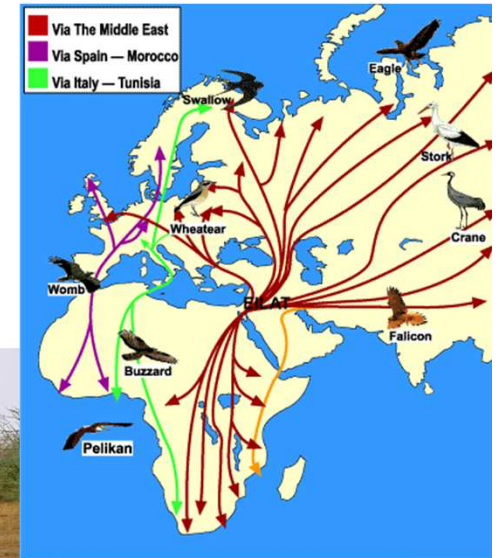 Via The Middle East
Via Spain — Morocco
Via Italy — Tunisia
Eagle
Swallow
Stork
Wheatear
Crane
Womb
EILAT
Falicon
Buzzard
Pelikan